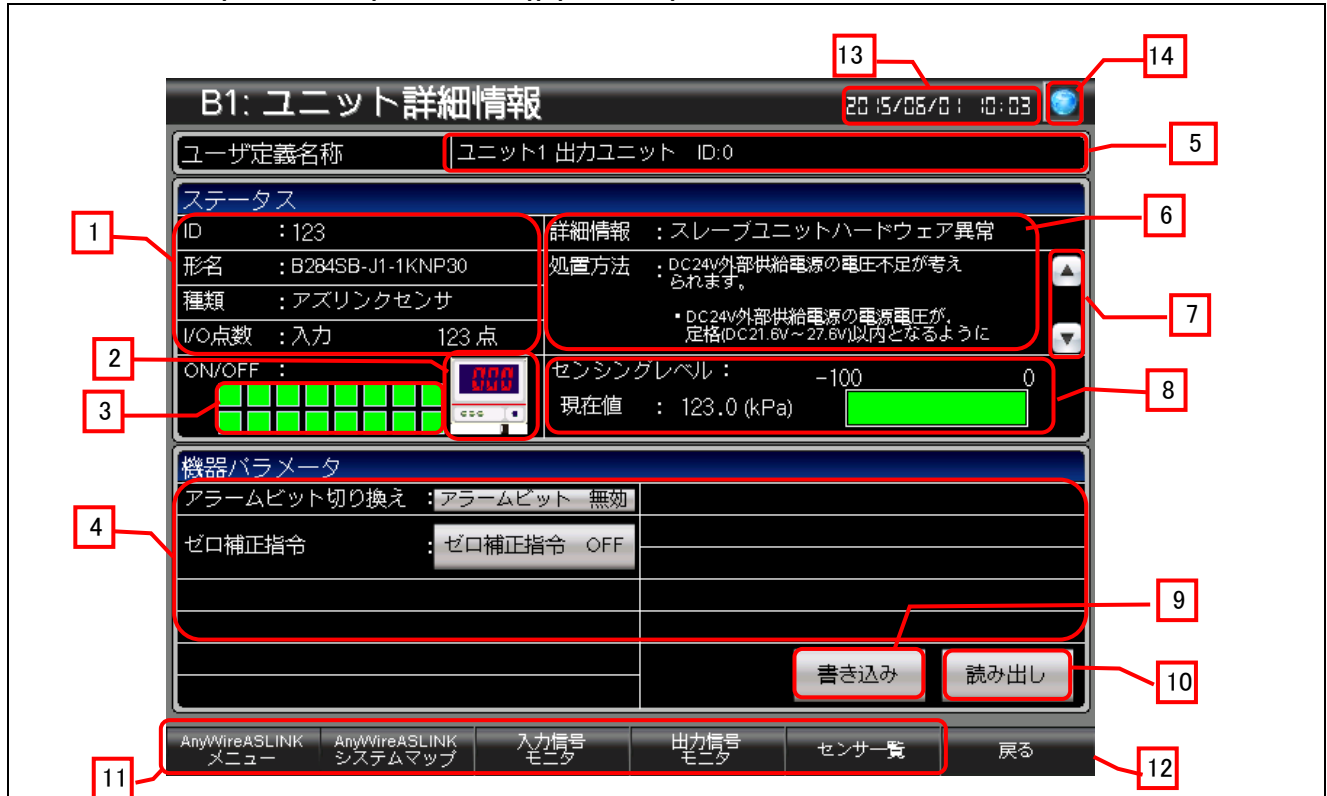 13
14
B1: ユニット詳細情報
2015/06/01 10:03
ユーザ定義名称
ユニット1 出力ユニット ID:0
5
ステータス
1
ID :123
形名 :B284SB-J1-1KNP30
種類 :アズリンクセンサ
I/O点数 :入力 123 点
詳細情報 :スレーブユニットハードウェア異常
処置方法 :DC24V外部供給電源の電圧不足が考え
られます。
・DC24V外部供給電源の電源電圧が,
定格(DC21.6V～27.6V)以内となるように
6
7
2
ON/OFF :
000
3
センシングレベル : -100 0
現在値 : 123.0 (kPa)
8
機器パラメータ
4
アラームビット切り換え :アラームビット 無効
ゼロ補正指令 :ゼロ補正指令 OFF
9
書き込み
読み出し
10
AnyWireASLINK
メニュー
AnyWireASLINK
システムマップ
入力信号
モニタ
出力信号
モニタ
センサ一覧
戻る
11
12